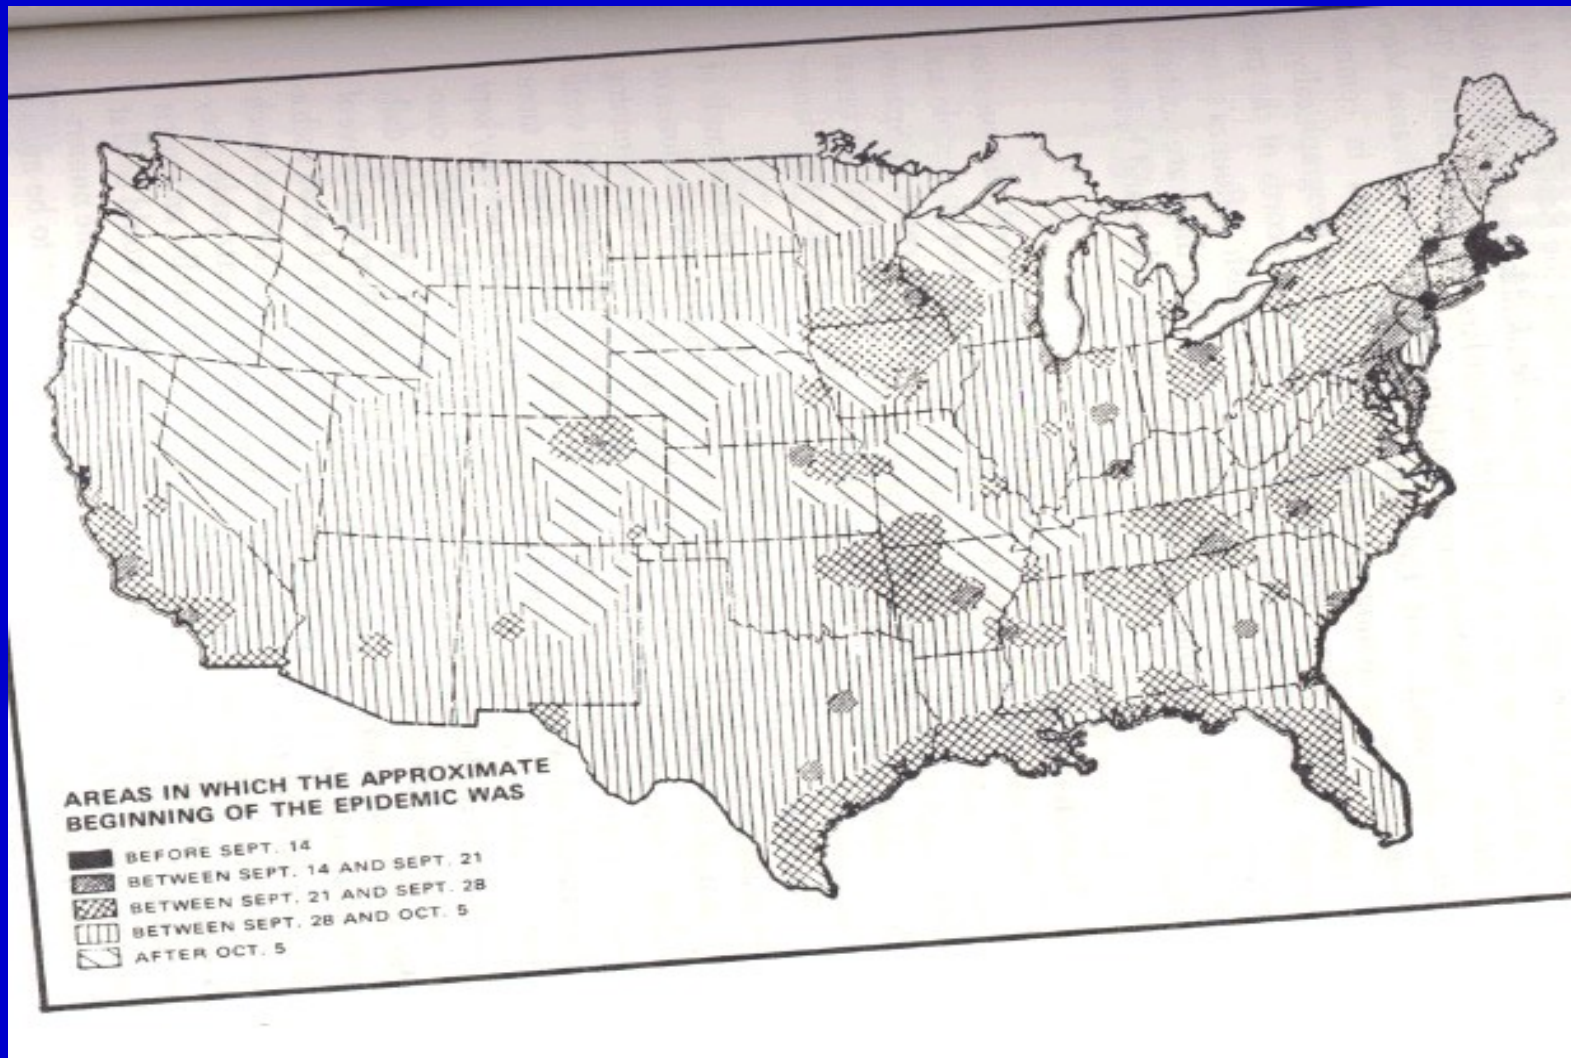 AREAS IN WHICH THE APPROXIMATE
BEGINNING OF THE EPIDEMIC WAS
BEFORE SEPT. 14
BETWEEN SEPT. 14 AND SEPT. 21
BETWEEN SEPT. 21 AND SEPT. 28
BETWEEN SEPT. 28 AND OCT. 5
AFTER OCT. 5